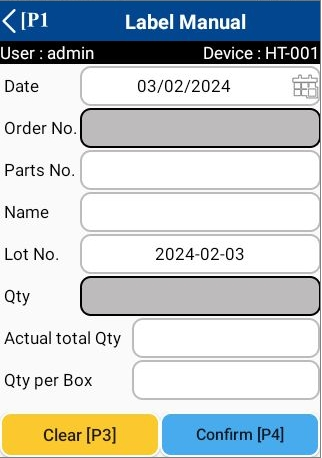 [P1 Label Manual
User : admin Device : HT-001
Date 03/02/2024
Order No.
Parts No.
Name
Lot No. 2024-02-03
Qty
Actual total Qty
Qty per Box
Clear [P3] Confirm [P4]